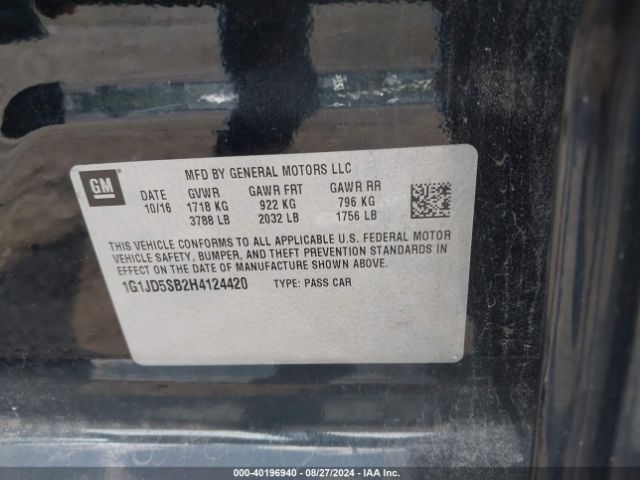 GM
MFD BY GENERAL MOTORS LLC
DATE GVWR GAWR FRT GAWR RR
10/16 1718 KG 922 KG 796 KG
3788 LB 2032 LB 1756 LB
THIS VEHICLE CONFORMS TO ALL APPLICABLE U.S. FEDERAL MOTOR
VEHICLE SAFETY, BUMPER, AND THEFT PREVENTION STANDARDS IN
EFFECT ON THE DATE OF MANUFACTURE SHOWN ABOVE.
1G1JD5SB2H4124420 TYPE: PASS CAR
000-40196940 - 08/27/2024 - IAA Inc.